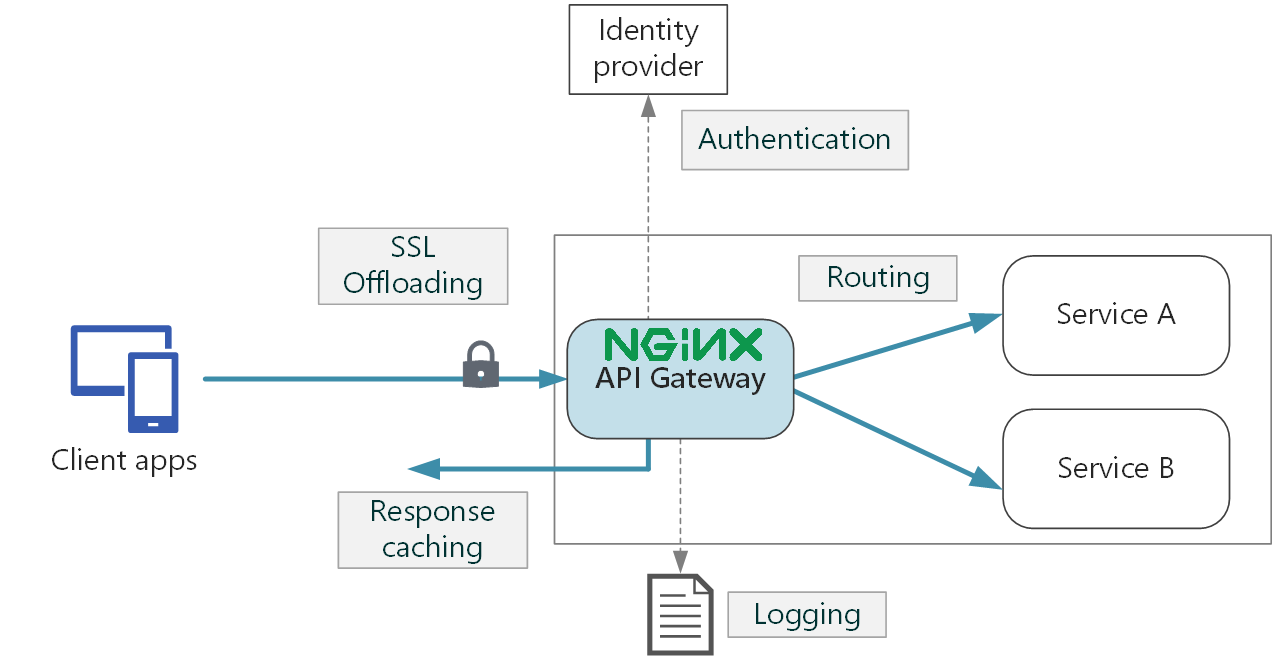 Identity
provider
Authentication
SSL
Offloading
Routing
Service A
NGINX
API Gateway
Client apps
Service B
Response
caching
Logging